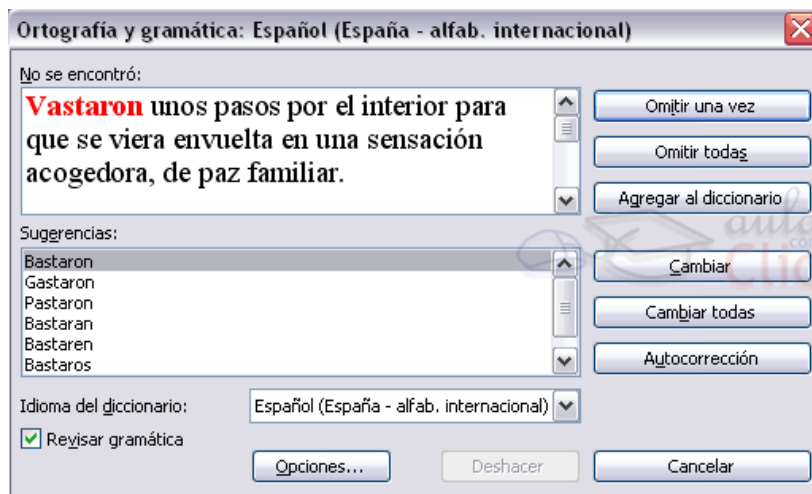 Ortografía y gramática: Español (España - alfab. internacional)
No se encontró:
Vastaron unos pasos por el interior para
que se viera envuelta en una sensación
acogedora, de paz familiar.
Omitir una vez
Omitir todas
Agregar al diccionario
Sugerencias:
Bastaron
Gastaron
Pastaron
Bastaran
Bastaren
Bastaros
Cambiar
Cambiar todas
Autocorrección
Idioma del diccionario:
Español (España - alfab. internacional)
Revisar gramática
Opciones...
Deshacer
Cancelar